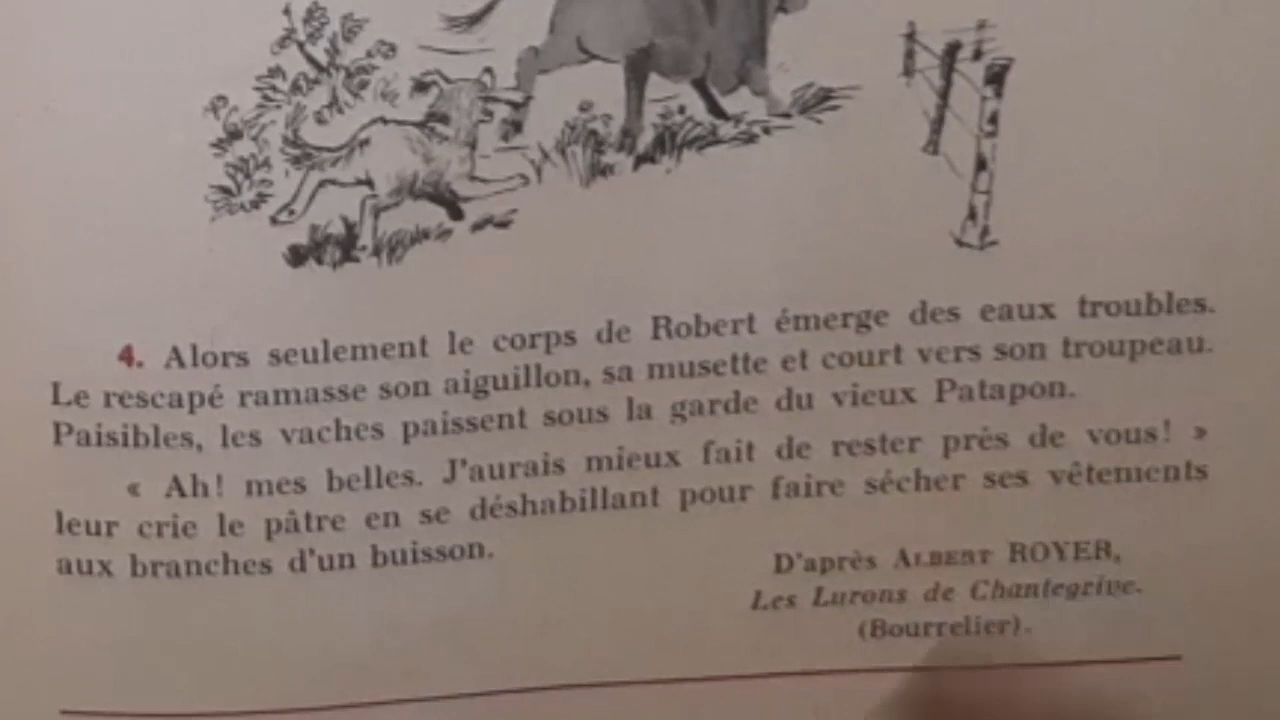 4. Alors seulement le corps de Robert émerge des eaux troubles.
Le rescapé ramasse son aiguillon, sa musette et court vers son troupeau.
Paisibles, les vaches paissent sous la garde du vieux Patapon.
« Ah! mes belles. J'aurais mieux fait de rester près de vous! »
leur crie le pâtre en se déshabillant pour faire sécher ses vêtements
aux branches d'un buisson.
D'après ALBERT ROYER,
Les Lurons de Chantegrive.
(Bourrelier).